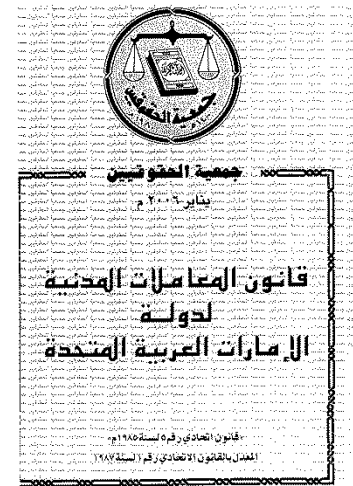 جمعية الحقوقيين
جمعية الحقوقيين
يناير ٢٠٠٦ م
قانون المعاملات المدنية
لدولة
الإمارات العربية المتحدة
قانون اتحادي رقم ٥ لسنة ١٩٨٥م
المعدل بالقانون الاتحادي رقم ١ لسنة ١٩٨٧